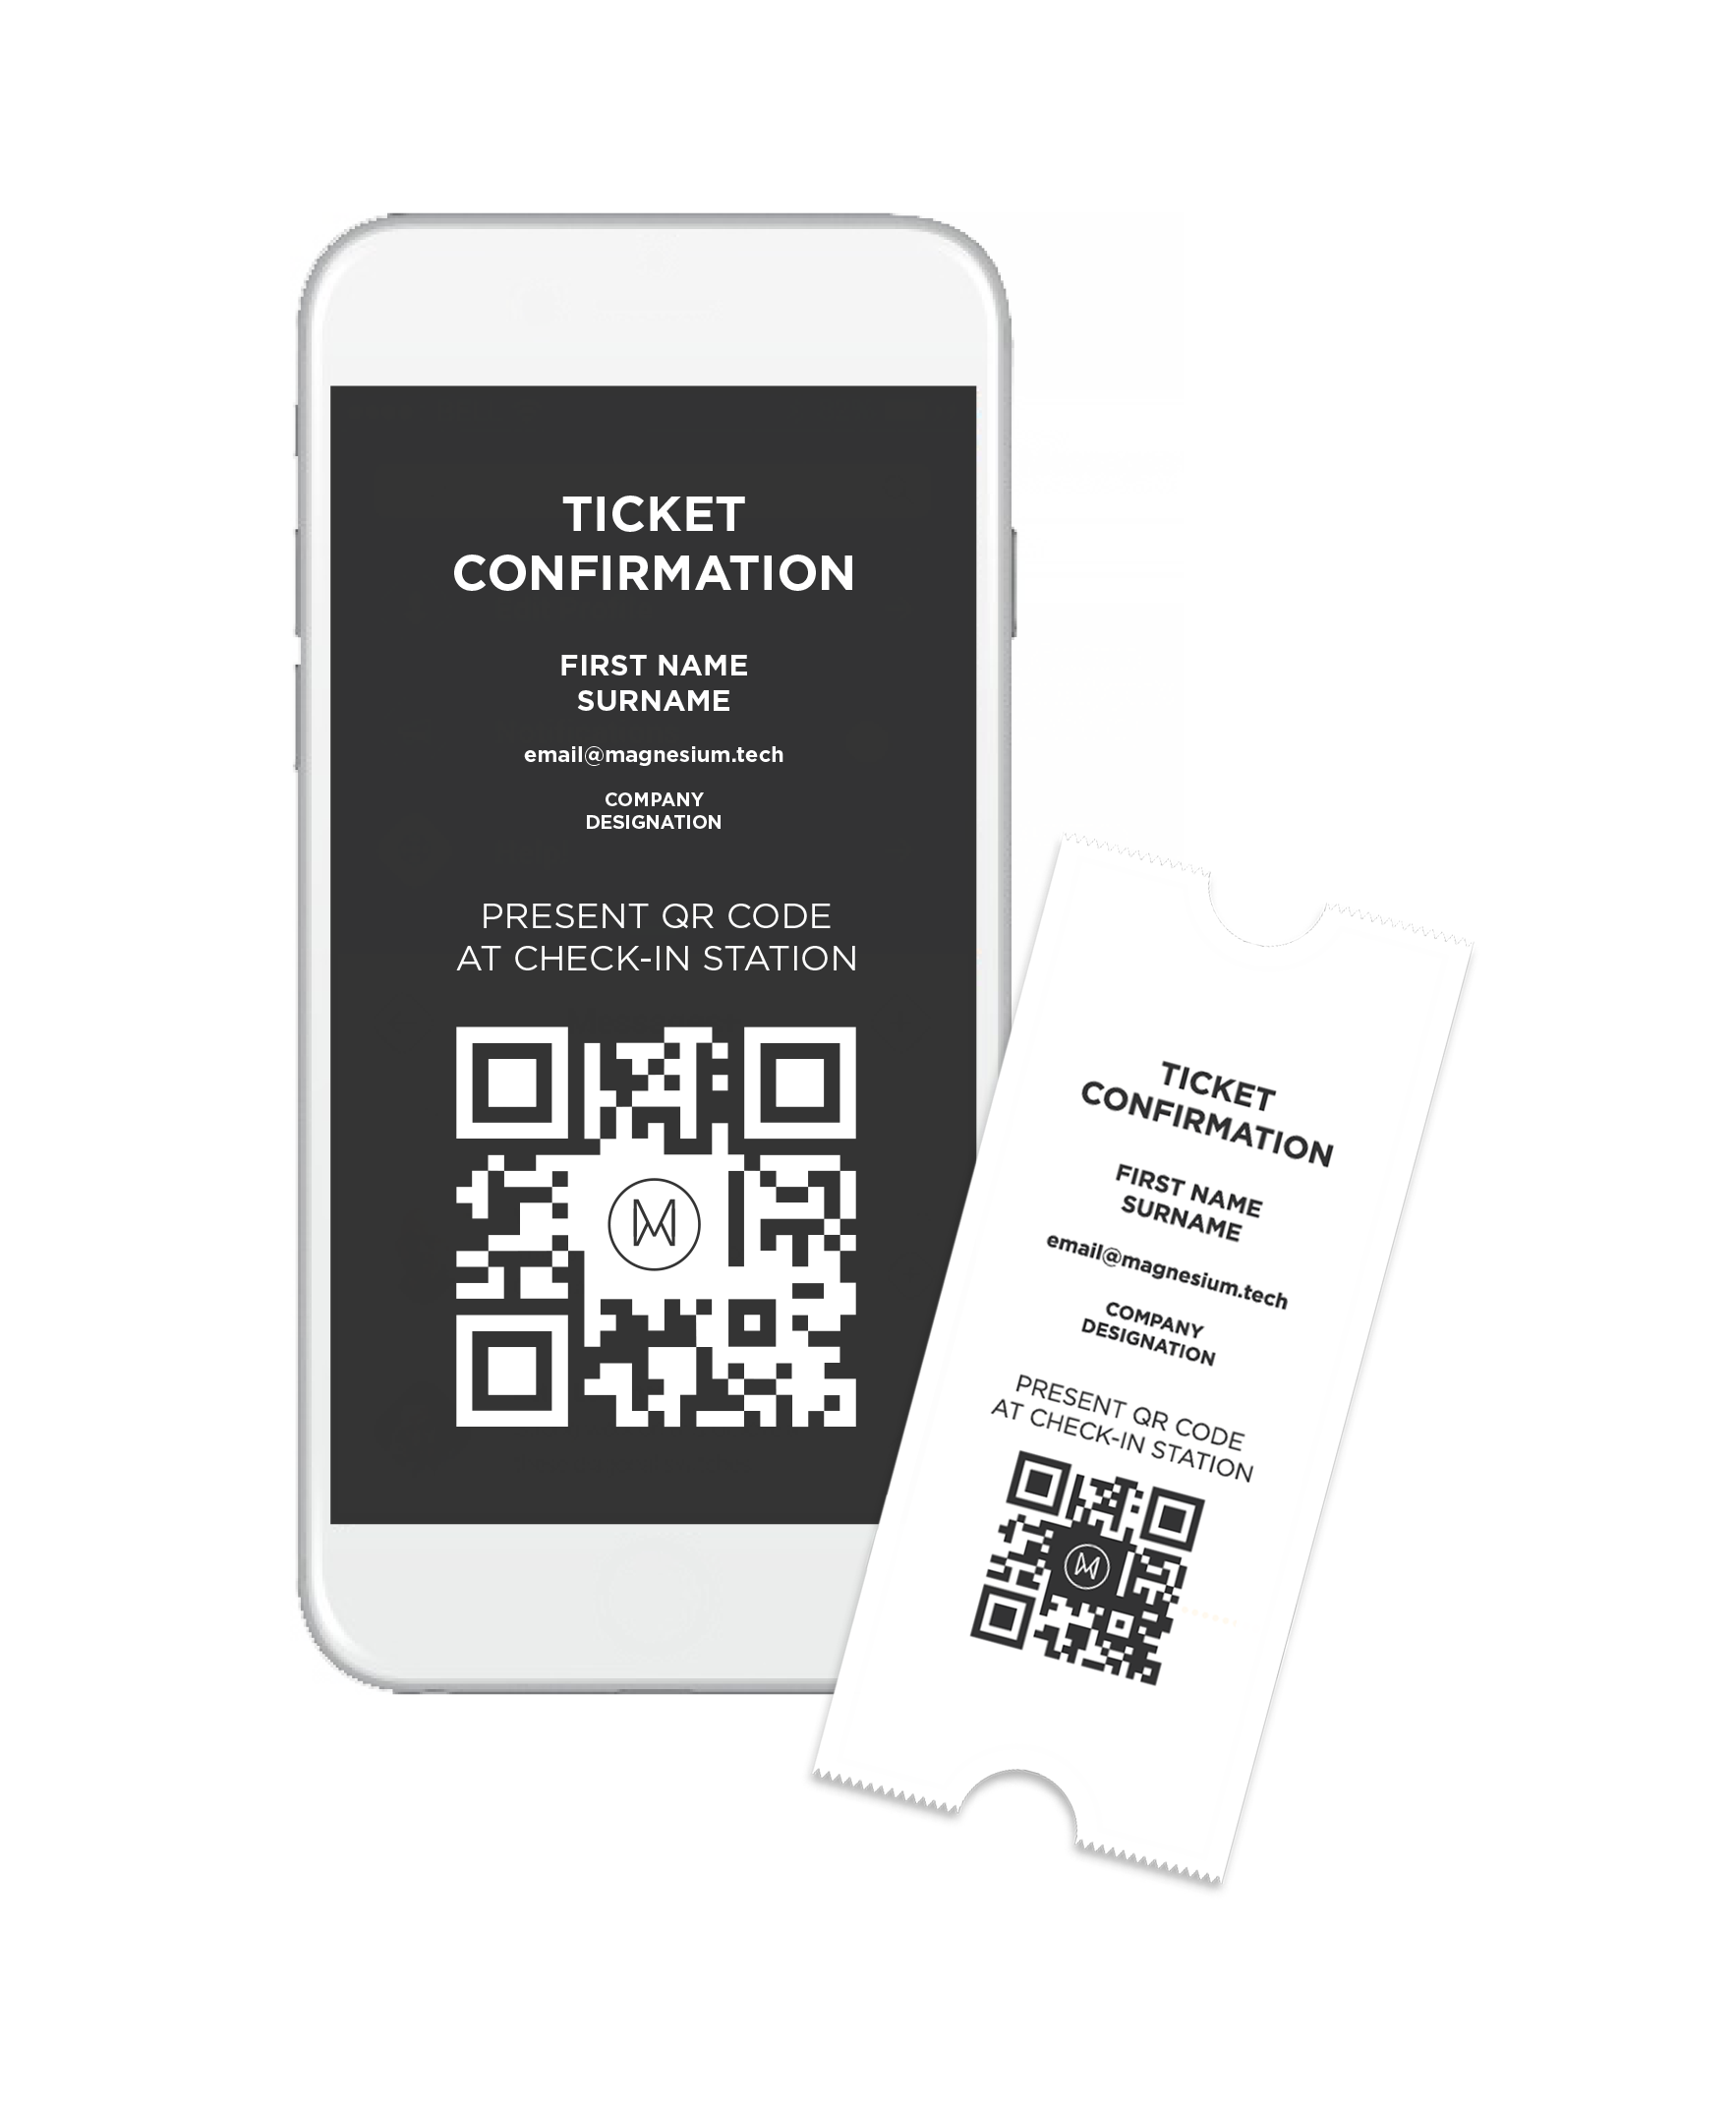 TICKET
CONFIRMATION
FIRST NAME
SURNAME
email@magnesium.tech
COMPANY
DESIGNATION
PRESENT QR CODE
AT CHECK-IN STATION
M
TICKET
CONFIRMATION
FIRST NAME
SURNAME
email@magnesium.tech
COMPANY
DESIGNATION
PRESENT QR CODE
AT CHECK-IN STATION
M